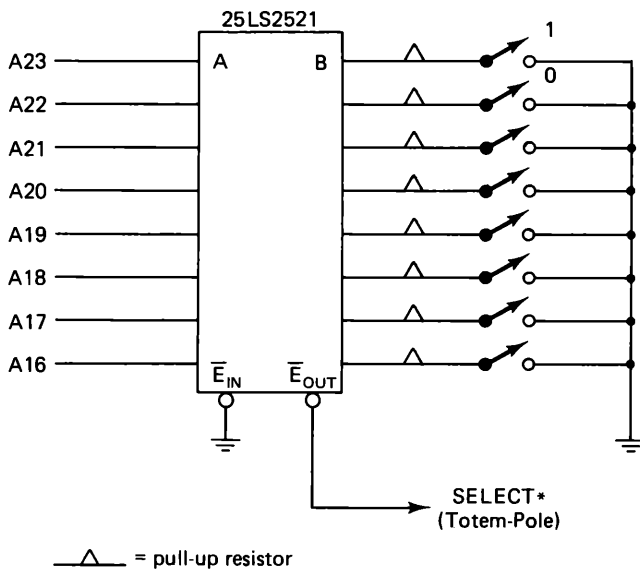 25LS2521
A23
A
B
1
0
A22
A21
A20
A19
A18
A17
A16
E̅IN
E̅OUT
SELECT*
(Totem-Pole)
= pull-up resistor